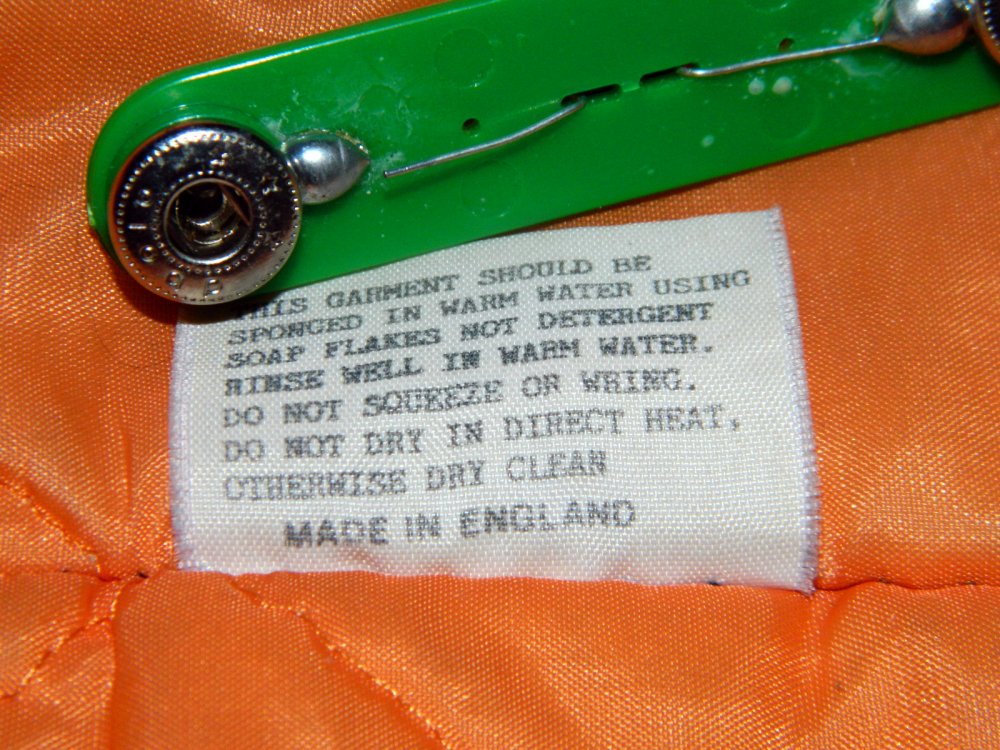 THIS GARMENT SHOULD BE
SPONGED IN WARM WATER USING
SOAP FLAKES NOT DETERGENT
RINSE WELL IN WARM WATER.
DO NOT SQUEEZE OR WRING.
DO NOT DRY IN DIRECT HEAT,
OTHERWISE DRY CLEAN
MADE IN ENGLAND